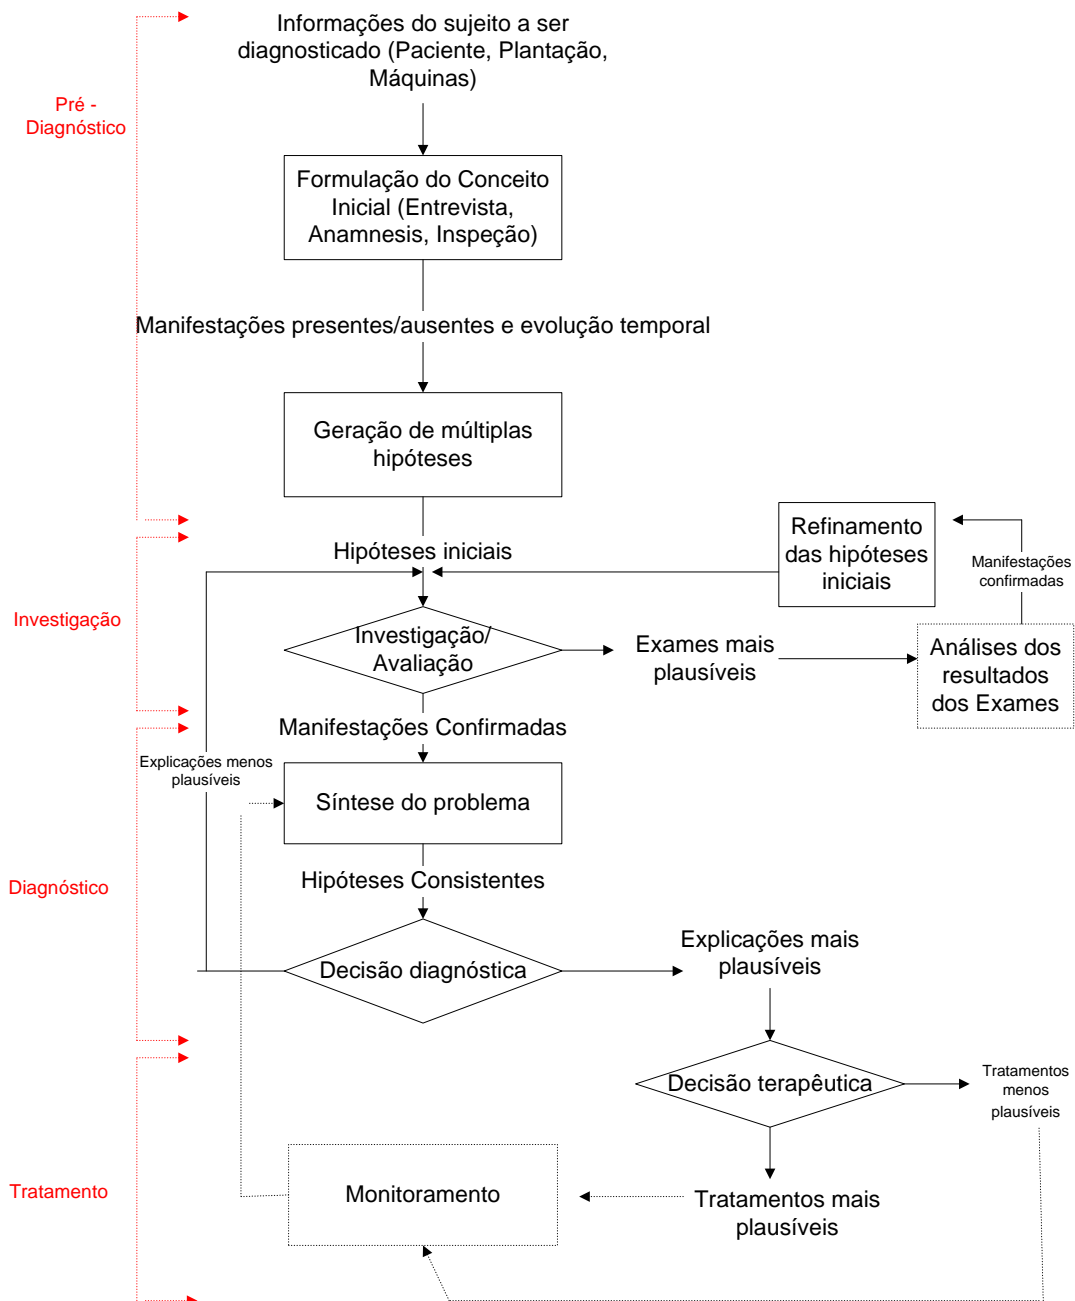 Informações do sujeito a ser
diagnosticado (Paciente, Plantação,
Máquinas)
Pré -
Diagnóstico
Formulação do Conceito
Inicial (Entrevista,
Anamnesis, Inspeção)
Manifestações presentes/ausentes e evolução temporal
Geração de múltiplas
hipóteses
Hipóteses iniciais
Refinamento
das hipóteses
iniciais
Manifestações
confirmadas
Investigação
Investigação/
Avaliação
Exames mais
plausíveis
Análises dos
resultados
dos Exames
Manifestações Confirmadas
Explicações menos
plausíveis
Síntese do problema
Diagnóstico
Hipóteses Consistentes
Decisão diagnóstica
Explicações mais
plausíveis
Decisão terapêutica
Tratamentos
menos
plausíveis
Tratamento
Monitoramento
Tratamentos mais
plausíveis